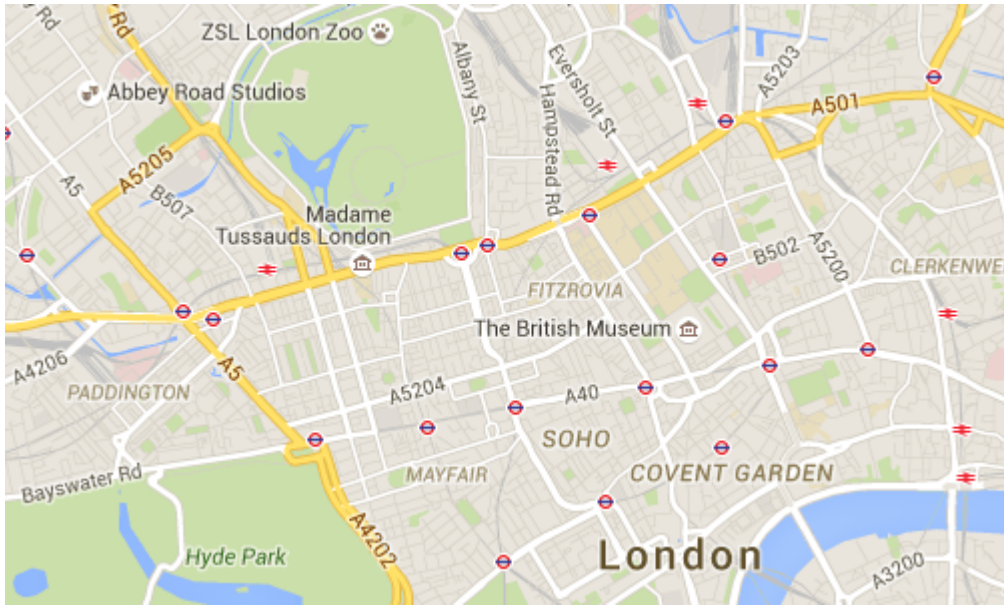 Rd
Rd
ZSL London Zoo
Albany St
Eversholt St
A5203
Abbey Road Studios
Hampstead Rd
A501
A5205
A5
B507
Madame
Tussauds London
B502
A5200
CLERKENWE
FITZROVIA
The British Museum
A4206
PADDINGTON
A5
A5204
A40
SOHO
MAYFAIR
COVENT GARDEN
Bayswater Rd
A4202
Hyde Park
London
A3200